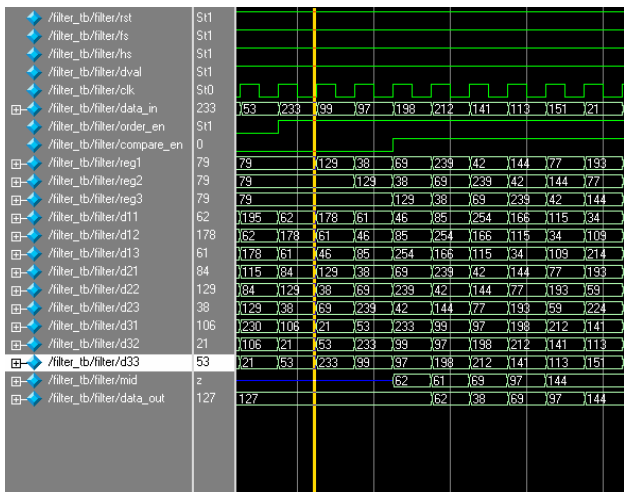 /filter_tb/filter/rst St1
/filter_tb/filter/fs St1
/filter_tb/filter/hs St1
/filter_tb/filter/dval St1
/filter_tb/filter/clk St0
/filter_tb/filter/data_in 233 53 233 99 97 198 212 141 113 151 21
/filter_tb/filter/order_en St1
/filter_tb/filter/compare_en 0
/filter_tb/filter/reg1 79 79 129 38 69 239 42 144 77 193
/filter_tb/filter/reg2 79 79 129 38 69 239 42 144 77
/filter_tb/filter/reg3 79 79 129 38 69 239 42 144
/filter_tb/filter/d11 62 195 62 178 61 46 85 254 166 115 34
/filter_tb/filter/d12 178 62 178 61 46 85 254 166 115 34 109
/filter_tb/filter/d13 61 178 61 46 85 254 166 115 34 109 214
/filter_tb/filter/d21 84 115 84 129 38 69 239 42 144 77 193
/filter_tb/filter/d22 129 84 129 38 69 239 42 144 77 193 59
/filter_tb/filter/d23 38 129 38 69 239 42 144 77 193 59 224
/filter_tb/filter/d31 106 230 106 21 53 233 99 97 198 212 141
/filter_tb/filter/d32 21 106 21 53 233 99 97 198 212 141 113
/filter_tb/filter/d33 53 21 53 233 99 97 198 212 141 113 151
/filter_tb/filter/mid z 62 61 69 97 144
/filter_tb/filter/data_out 127 127 62 38 69 97 144